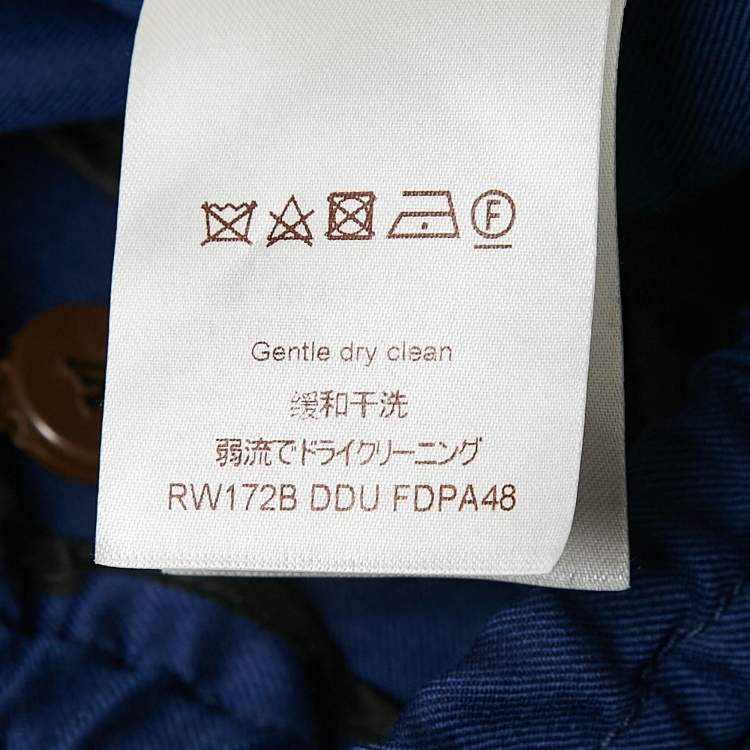 F
Gentle dry clean
缓和干洗
弱流でドライクリーニング
RW172B DDU FDPA48